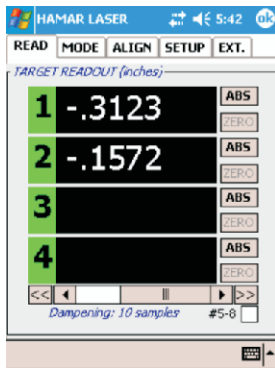 HAMAR LASER 5:42 ok
READ MODE ALIGN SETUP EXT.
TARGET READOUT (inches)
1 -.3123 ABS
ZERO
2 -.1572 ABS
ZERO
3 ABS
ZERO
4 ABS
ZERO
<< >>
Dampening: 10 samples #5-8